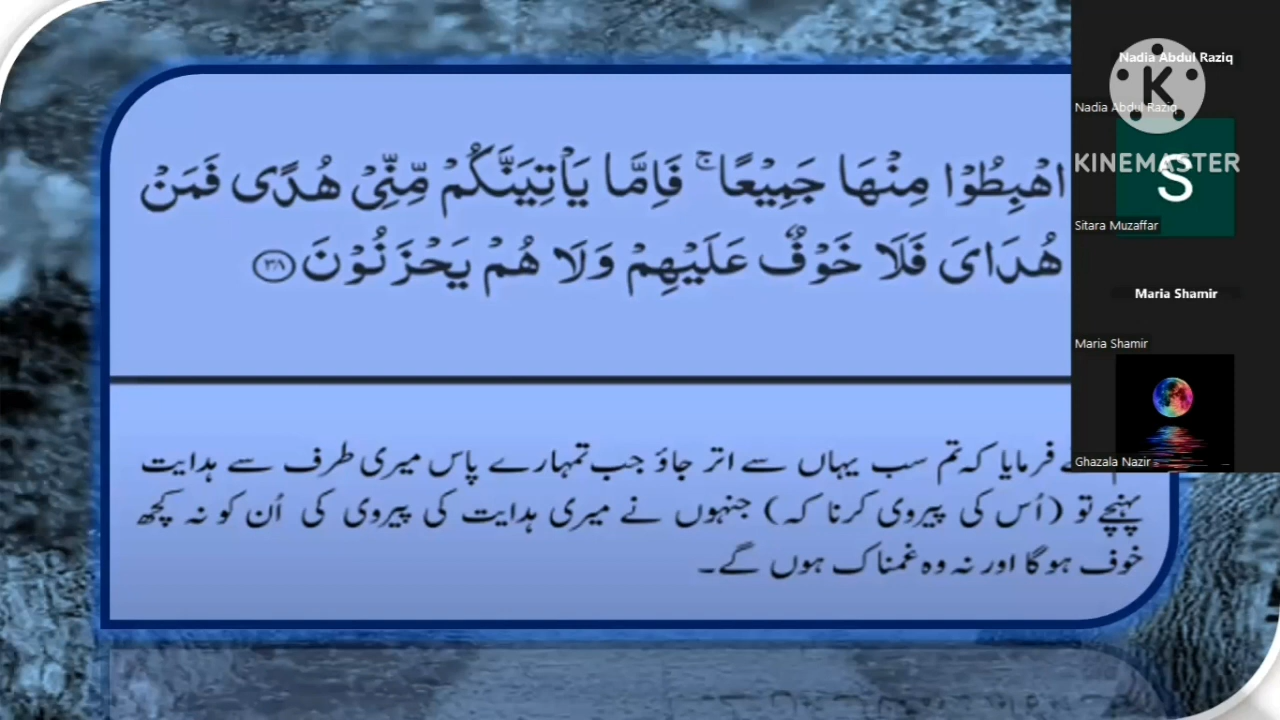 اهْبِطُوْا مِنْهَا جَمِيْعًا ۚ فَاِمَّا يَاْتِيَنَّكُمْ مِّنِّيْ هُدًى فَمَنْ
هُدَايَ فَلَا خَوْفٌ عَلَيْهِمْ وَلَا هُمْ يَحْزَنُوْنَ ﴿٣٨﴾
فرمایا کہ تم سب یہاں سے اتر جاؤ جب تمہارے پاس میری طرف سے ہدایت
پہنچے تو (اُس کی پیروی کرنا کہ) جنہوں نے میری ہدایت کی پیروی کی اُن کو نہ کچھ
خوف ہوگا اور نہ وہ غمناک ہوں گے۔
Nadia Abdul Raziq
Nadia Abdul Raziq
K
KINEMASTER
S
Sitara Muzaffar
Maria Shamir
Maria Shamir
Ghazala Nazir